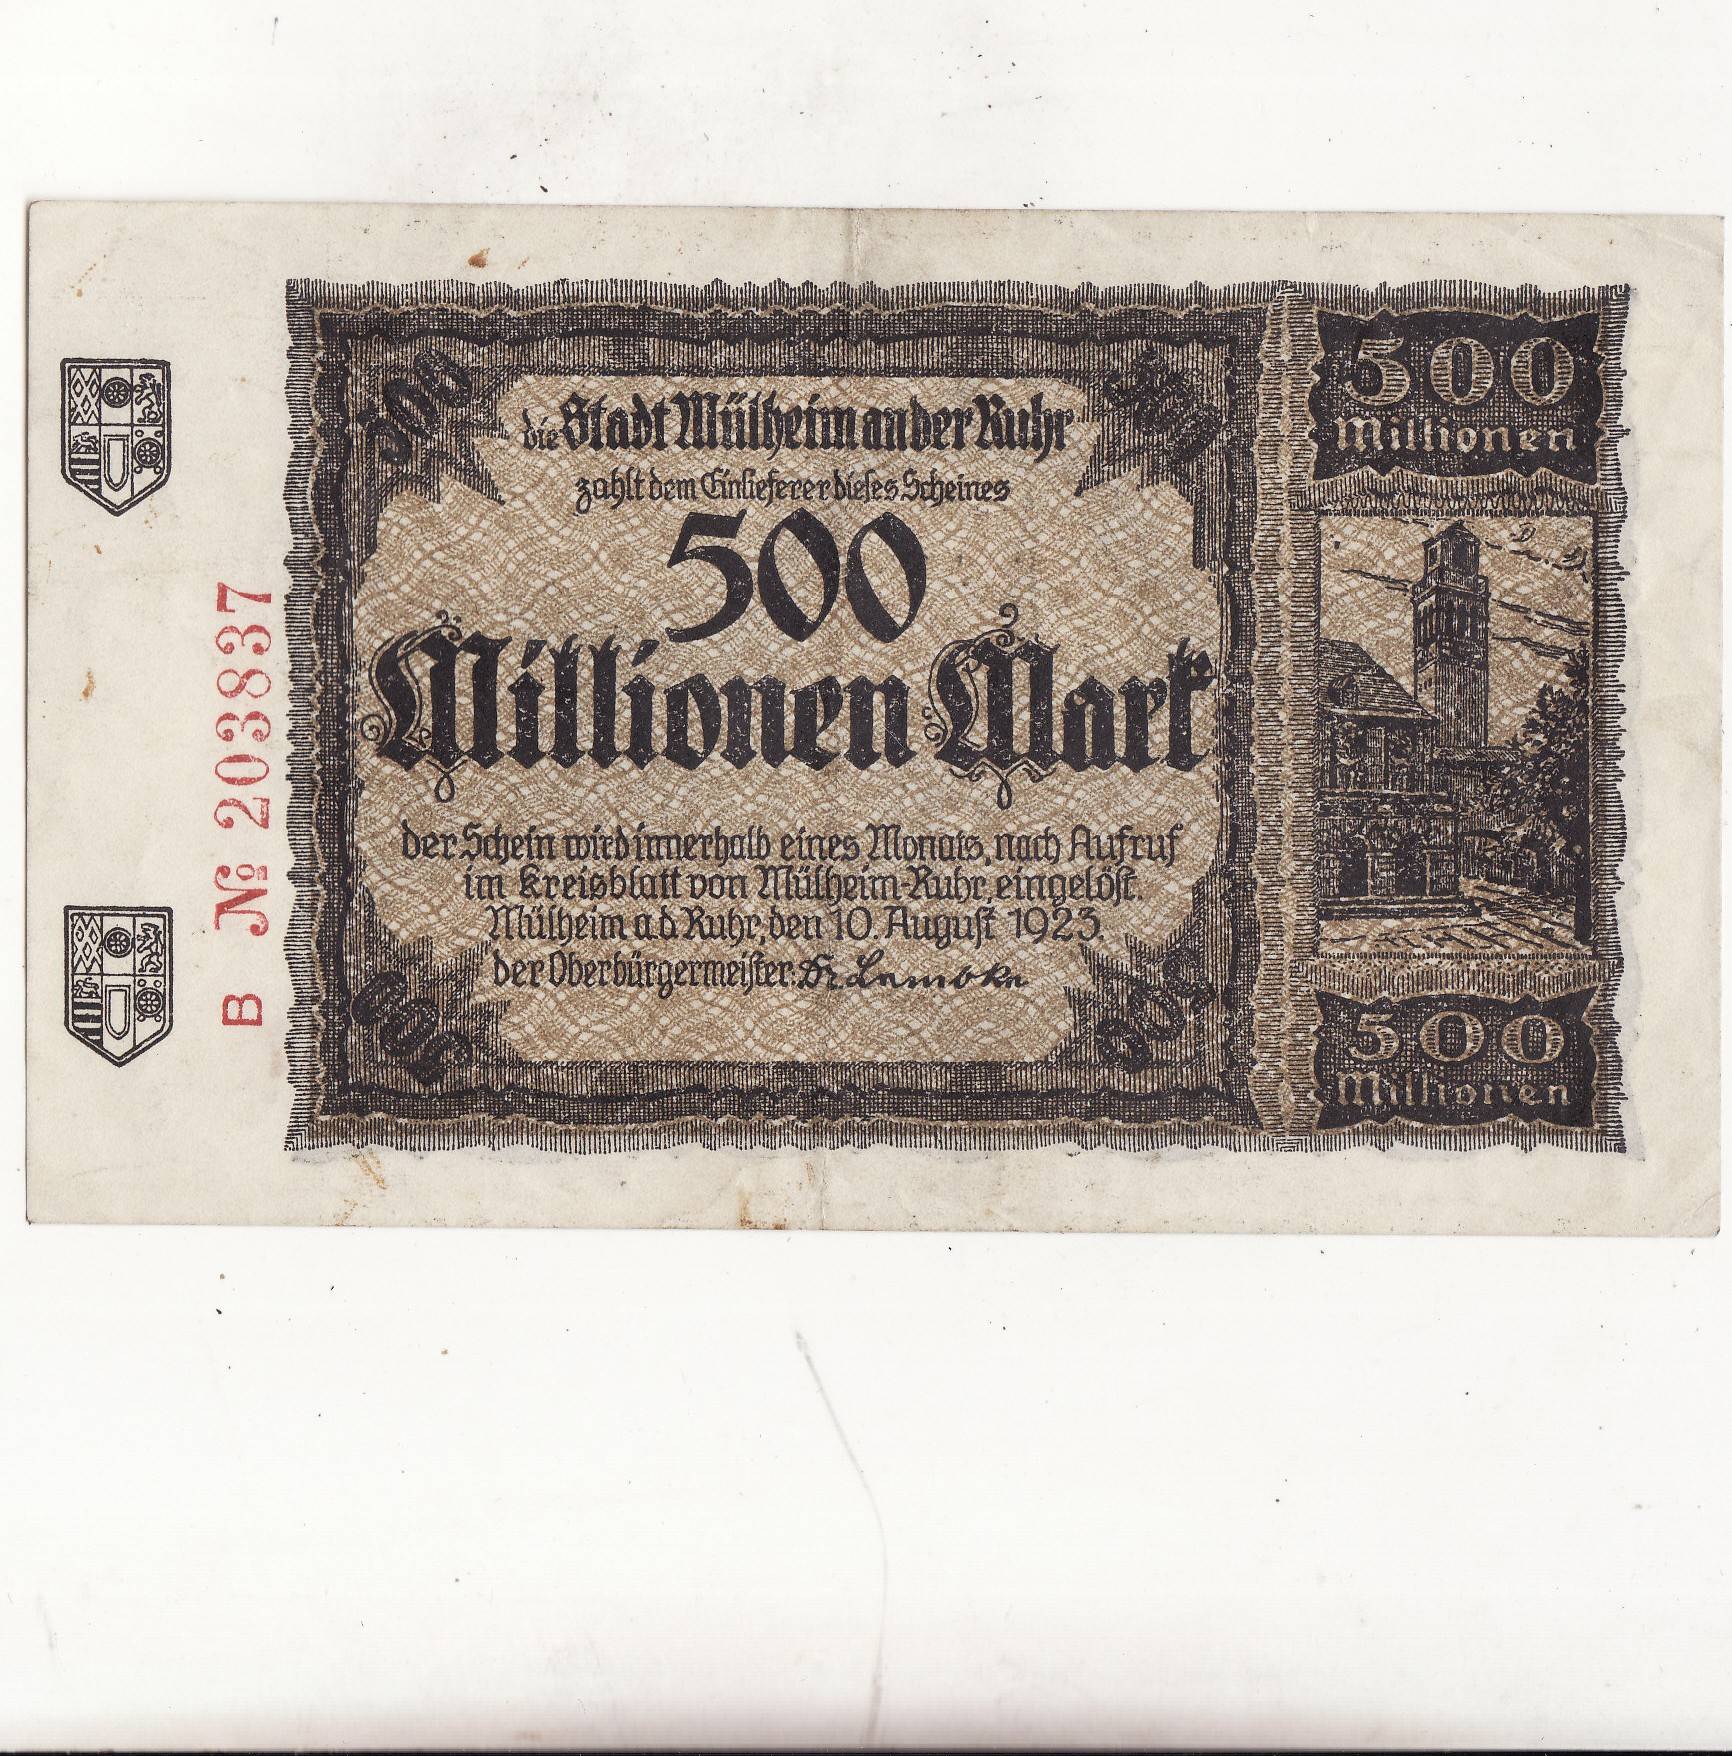 B № 203837
500
500
die Stadt Mülheim an der Ruhr
zahlt dem Einlieferer dieses Scheines
500
Millionen Mark
der Schein wird innerhalb eines Monats, nach Aufruf
im Kreisblatt von Mülheim-Ruhr, eingelöst.
Mülheim a.d. Ruhr, den 10. August 1923.
der Oberbürgermeister: Dr. Lembke
500
500
500
Millionen
500
Millionen